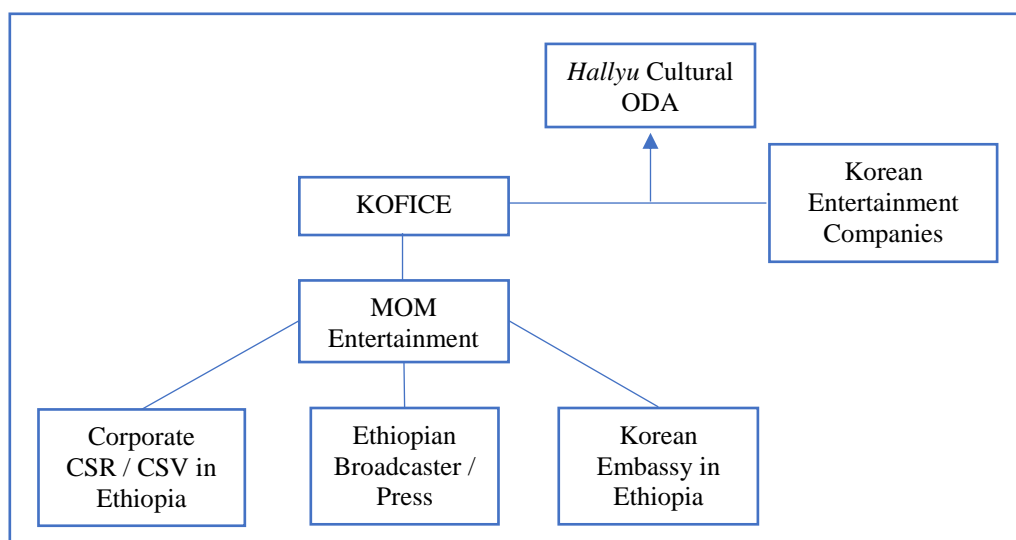 Hallyu Cultural
ODA
Korean
Entertainment
Companies
KOFICE
MOM
Entertainment
Corporate
CSR / CSV in
Ethiopia
Ethiopian
Broadcaster /
Press
Korean
Embassy in
Ethiopia